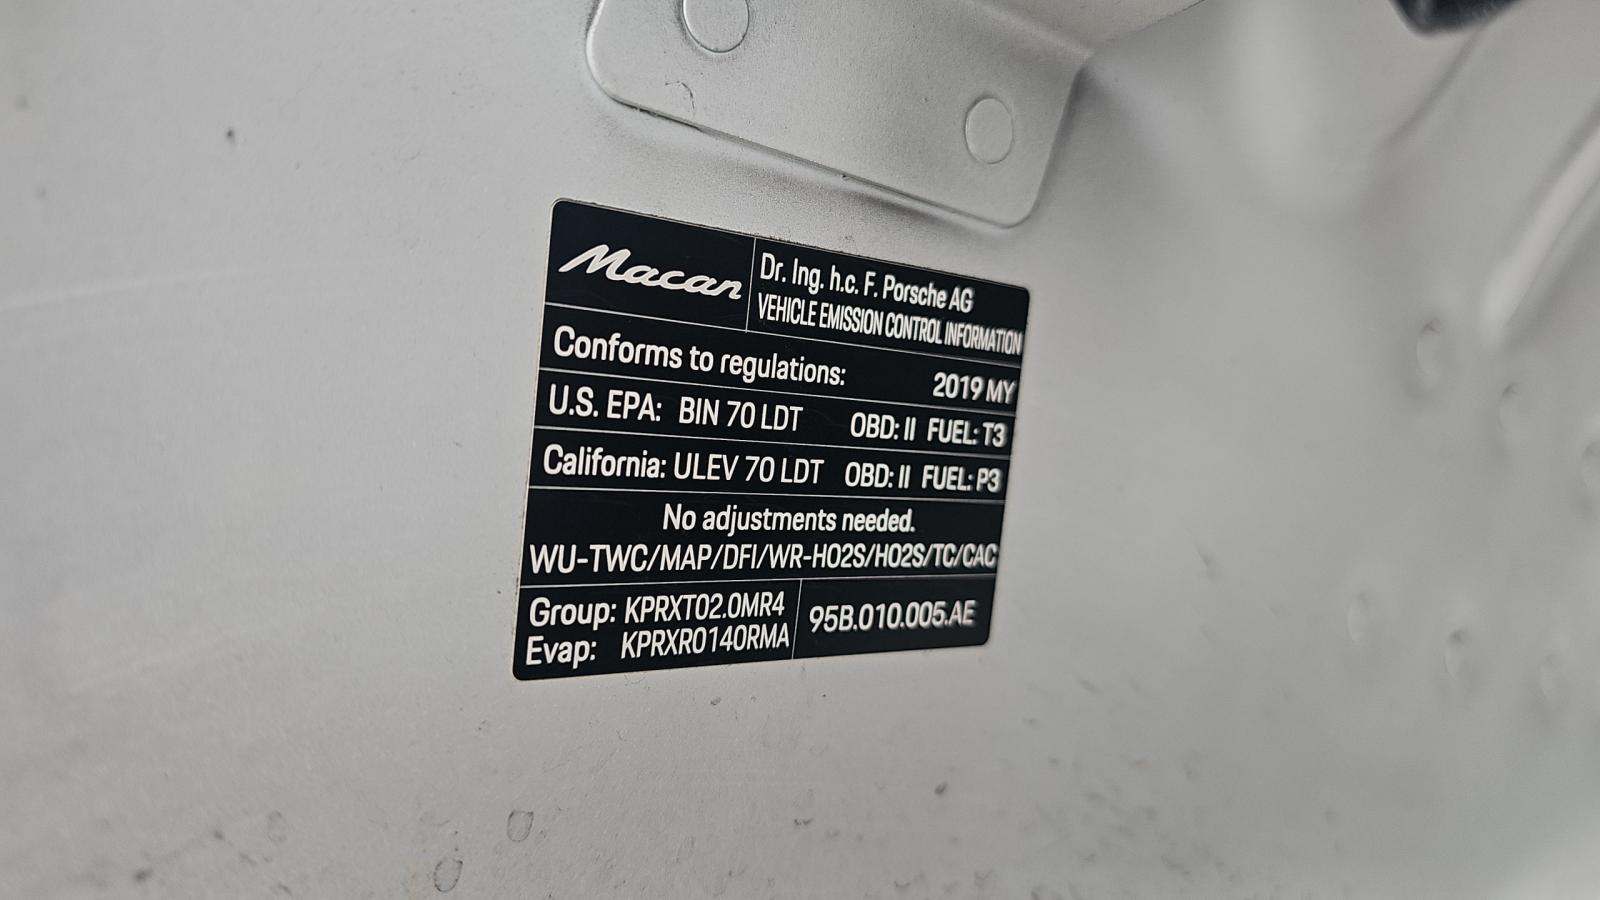 Macan
Dr. Ing. h.c. F. Porsche AG
VEHICLE EMISSION CONTROL INFORMATION
Conforms to regulations: 2019 MY
U.S. EPA: BIN 70 LDT OBD: II FUEL: T3
California: ULEV 70 LDT OBD: II FUEL: P3
No adjustments needed.
WU-TWC/MAP/DFI/WR-HO2S/HO2S/TC/CAC
Group: KPRXT02.0MR4
Evap: KPRXR0140RMA
95B.010.005.AE